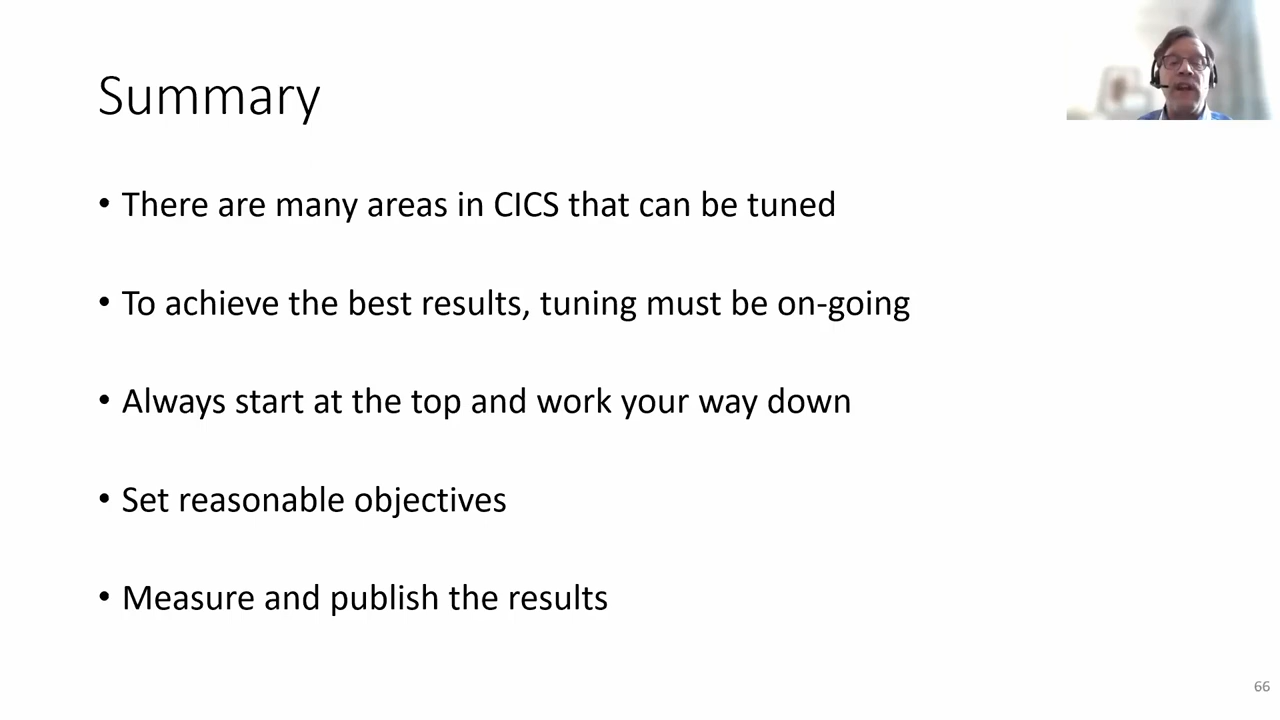 Summary
• There are many areas in CICS that can be tuned
• To achieve the best results, tuning must be on-going
• Always start at the top and work your way down
• Set reasonable objectives
• Measure and publish the results
66